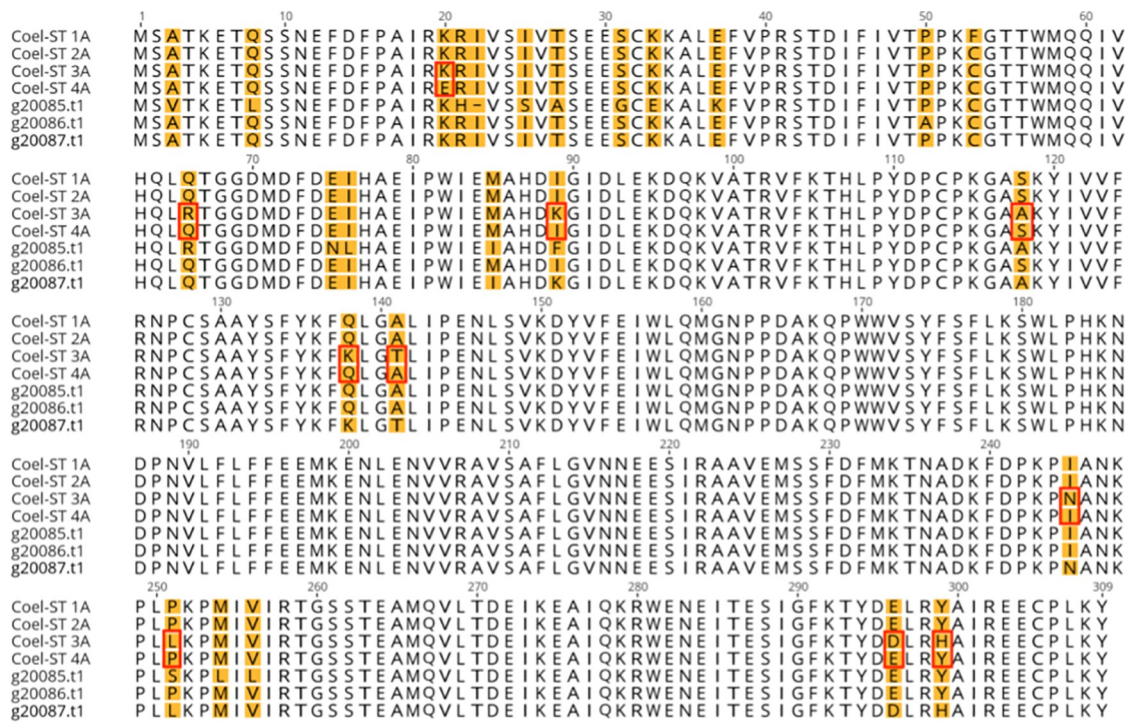 1 10 20 30 40 50 60
Coel-ST 1A MSATKETQSSNEFDFPAIRKRIVSIVTSEESCKKALEFVPRSTDIFIVTPPKFGTTWMQQIV
Coel-ST 2A MSATKETQSSNEFDFPAIRKRIVSIVTSEESCKKALEFVPRSTDIFIVTPPKCGTTWMQQIV
Coel-ST 3A MSATKETQSSNEFDFPAIRKRIVSIVTSEESCKKALEFVPRSTDIFIVTPPKCGTTWMQQIV
Coel-ST 4A MSATKETQSSNEFDFPAIRERIVSIVTSEESCKKALEFVPRSTDIFIVTPPKCGTTWMQQIV
g20085.t1 MSVTKETLSSNEFDFPAIRKH-VSSVASEEGCEKALKFVPRSTDIFIVTPPKCGTTWMQQIV
g20086.t1 MSATKETQSSNEFDFPAIRKRIVSIVTSEESCKKALEFVPRSTDIFIVTAPKCGTTWMQQIV
g20087.t1 MSATKETQSSNEFDFPAIRKRIVSIVTSEESCKKALEFVPRSTDIFIVTPPKCGTTWMQQIV
70 80 90 100 110 120
Coel-ST 1A HQLQTGGDMDFDEIHAEIPWIEMAHDIGIDLEKDQKVATRVFKTHLPYDPCPKGASKYIVVF
Coel-ST 2A HQLQTGGDMDFDEIHAEIPWIEMAHDIGIDLEKDQKVATRVFKTHLPYDPCPKGASKYIVVF
Coel-ST 3A HQLRTGGDMDFDEIHAEIPWIEMAHDKGIDLEKDQKVATRVFKTHLPYDPCPKGAAKYIVVF
Coel-ST 4A HQLQTGGDMDFDEIHAEIPWIEMAHDIGIDLEKDQKVATRVFKTHLPYDPCPKGASKYIVVF
g20085.t1 HQLRTGGDMDFDNLHAEIPWIEIAHDFGIDLEKDQKVATRVFKTHLPYDPCPKGAAKYIVVF
g20086.t1 HQLQTGGDMDFDEIHAEIPWIEMAHDIGIDLEKDQKVATRVFKTHLPYDPCPKGASKYIVVF
g20087.t1 HQLQTGGDMDFDEIHAEIPWIEMAHDKGIDLEKDQKVATRVFKTHLPYDPCPKGAAKYIVVF
130 140 150 160 170 180
Coel-ST 1A RNPCSAAYSFYKFQLGALIPENLSVKDYVFEIWLQMGNPPDAKQPWWVSYFSFLKSWLPHKN
Coel-ST 2A RNPCSAAYSFYKFQLGALIPENLSVKDYVFEIWLQMGNPPDAKQPWWVSYFSFLKSWLPHKN
Coel-ST 3A RNPCSAAYSFYKFKLGTLIPENLSVKDYVFEIWLQMGNPPDAKQPWWVSYFSFLKSWLPHKN
Coel-ST 4A RNPCSAAYSFYKFQLGALIPENLSVKDYVFEIWLQMGNPPDAKQPWWVSYFSFLKSWLPHKN
g20085.t1 RNPCSAAYSFYKFQLGALIPENLSVKDYVFEIWLQMGNPPDAKQPWWVSYFSFLKSWLPHKN
g20086.t1 RNPCSAAYSFYKFQLGALIPENLSVKDYVFEIWLQMGNPPDAKQPWWVSYFSFLKSWLPHKN
g20087.t1 RNPCSAAYSFYKFKLGTLIPENLSVKDYVFEIWLQMGNPPDAKQPWWVSYFSFLKSWLPHKN
190 200 210 220 230 240
Coel-ST 1A DPNVLFLFFEEMKENLENVVRAVSAFLGVNNEESIRAAVEMSSFDFMKTNADKFDPKPIANK
Coel-ST 2A DPNVLFLFFEEMKENLENVVRAVSAFLGVNNEESIRAAVEMSSFDFMKTNADKFDPKPIANK
Coel-ST 3A DPNVLFLFFEEMKENLENVVRAVSAFLGVNNEESIRAAVEMSSFDFMKTNADKFDPKPNANK
Coel-ST 4A DPNVLFLFFEEMKENLENVVRAVSAFLGVNNEESIRAAVEMSSFDFMKTNADKFDPKPIANK
g20085.t1 DPNVLFLFFEEMKENLENVVRAVSAFLGVNNEESIRAAVEMSSFDFMKTNADKFDPKPIANK
g20086.t1 DPNVLFLFFEEMKENLENVVRAVSAFLGVNNEESIRAAVEMSSFDFMKTNADKFDPKPIANK
g20087.t1 DPNVLFLFFEEMKENLENVVRAVSAFLGVNNEESIRAAVEMSSFDFMKTNADKFDPKPNANK
250 260 270 280 290 300 309
Coel-ST 1A PLPKPMIVIRTGSSTEAMQVLTDEIKEAIQKRWENEITESIGFKTYDELRYAIREECPLKY
Coel-ST 2A PLPKPMIVIRTGSSTEAMQVLTDEIKEAIQKRWENEITESIGFKTYDELRYAIREECPLKY
Coel-ST 3A PLLKPMIVIRTGSSTEAMQVLTDEIKEAIQKRWENEITESIGFKTYDDLRHAIREECPLKY
Coel-ST 4A PLPKPMIVIRTGSSTEAMQVLTDEIKEAIQKRWENEITESIGFKTYDELRYAIREECPLKY
g20085.t1 PLSKPLILIRTGSSTEAMQVLTDEIKEAIQKRWENEITESIGFKTYDELRYAIREECPLKY
g20086.t1 PLPKPMIVIRTGSSTEAMQVLTDEIKEAIQKRWENEITESIGFKTYDELRYAIREECPLKY
g20087.t1 PLLKPMIVIRTGSSTEAMQVLTDEIKEAIQKRWENEITESIGFKTYDDLRHAIREECPLKY